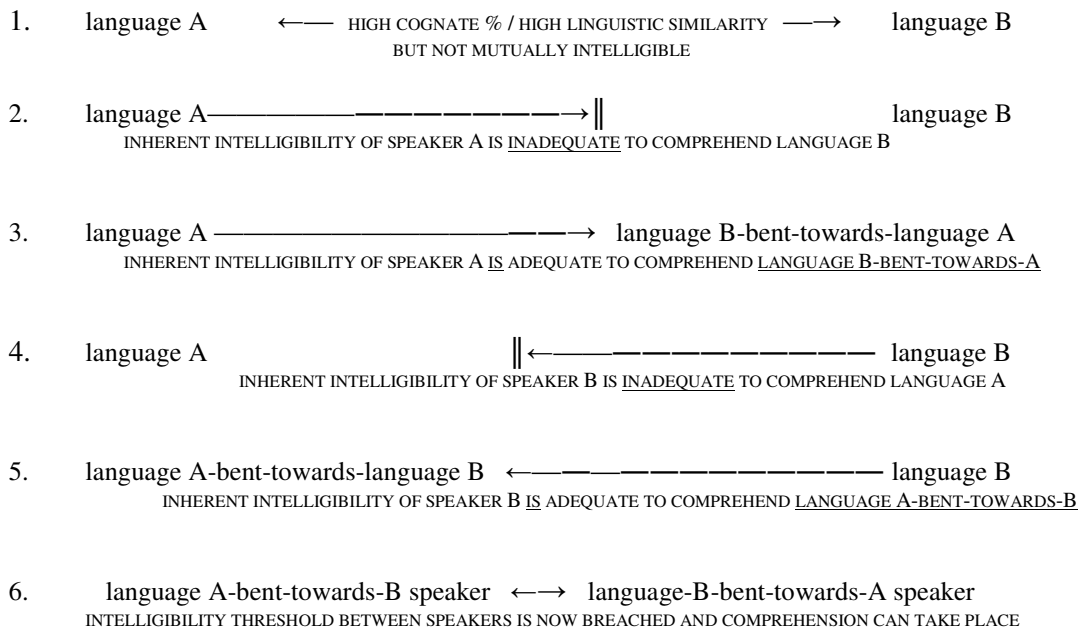 1. language A ←— HIGH COGNATE % / HIGH LINGUISTIC SIMILARITY —→ language B
BUT NOT MUTUALLY INTELLIGIBLE
2. language A————————————→‖ language B
INHERENT INTELLIGIBILITY OF SPEAKER A IS INADEQUATE TO COMPREHEND LANGUAGE B
3. language A ————————————→ language B-bent-towards-language A
INHERENT INTELLIGIBILITY OF SPEAKER A IS ADEQUATE TO COMPREHEND LANGUAGE B-BENT-TOWARDS-A
4. language A ‖←———————————— language B
INHERENT INTELLIGIBILITY OF SPEAKER B IS INADEQUATE TO COMPREHEND LANGUAGE A
5. language A-bent-towards-language B ←———————————— language B
INHERENT INTELLIGIBILITY OF SPEAKER B IS ADEQUATE TO COMPREHEND LANGUAGE A-BENT-TOWARDS-B
6. language A-bent-towards-B speaker ←→ language-B-bent-towards-A speaker
INTELLIGIBILITY THRESHOLD BETWEEN SPEAKERS IS NOW BREACHED AND COMPREHENSION CAN TAKE PLACE